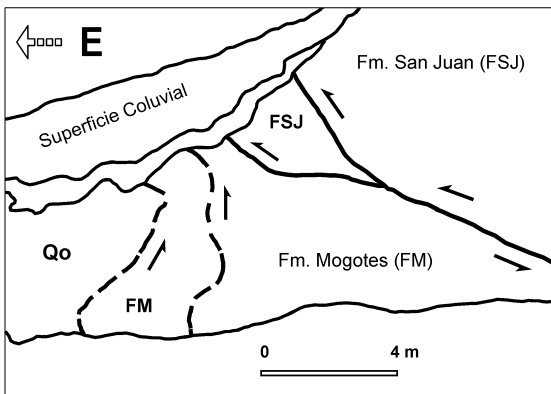 E
Fm. San Juan (FSJ)
Superficie Coluvial
FSJ
Qo
Fm. Mogotes (FM)
FM
0 4 m